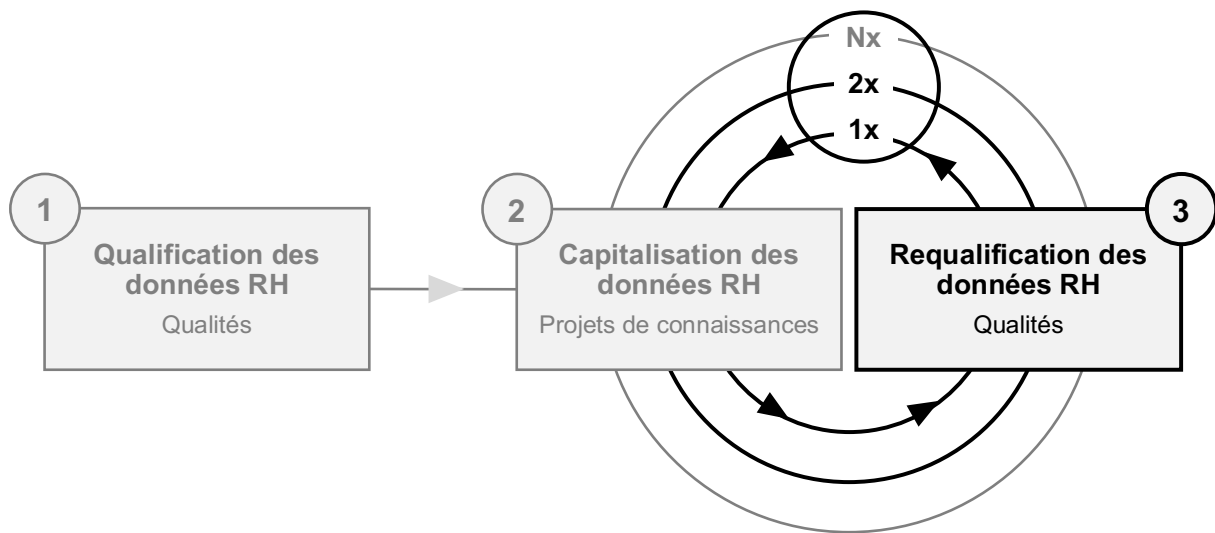 Nx
2x
1x
1
Qualification des
données RH
Qualités
2
Capitalisation des
données RH
Projets de connaissances
3
Requalification des
données RH
Qualités